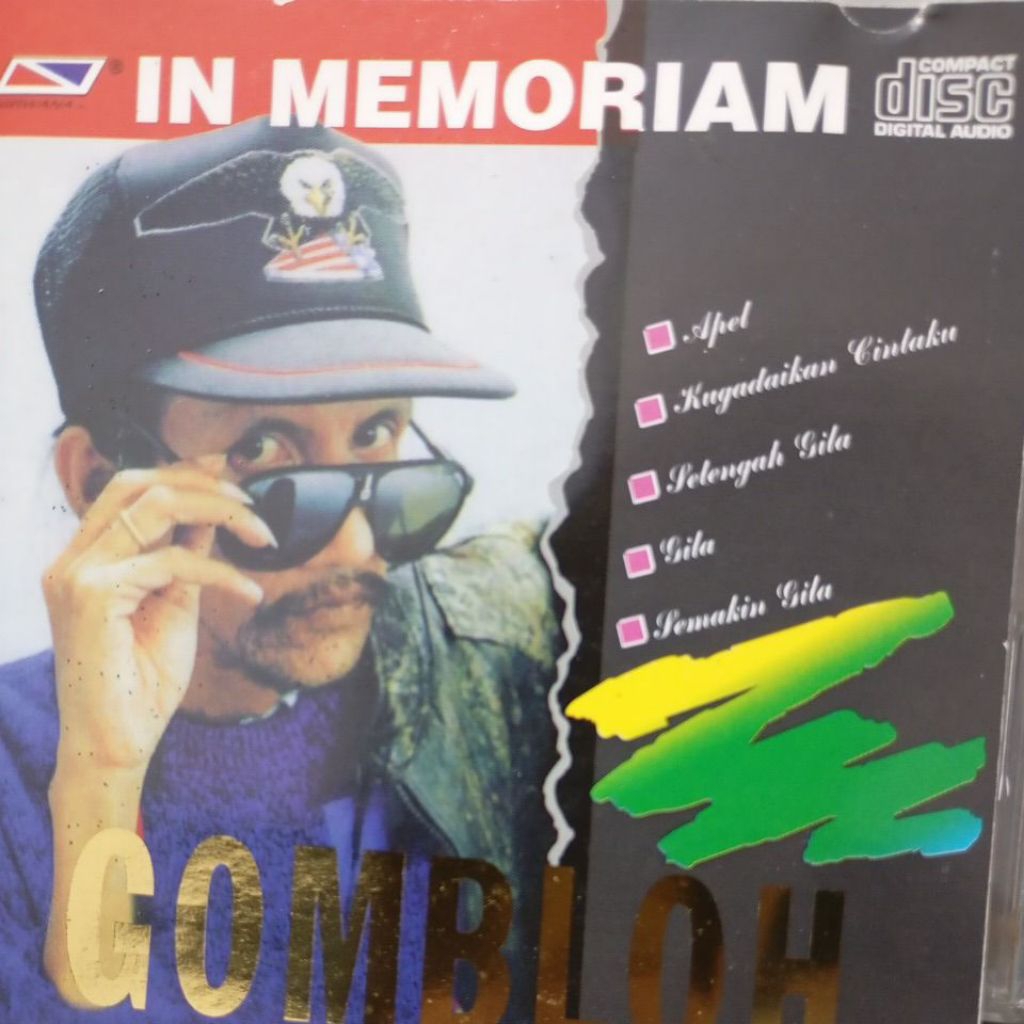 IN MEMORIAM
COMPACT
disc
DIGITAL AUDIO
Apel
Kugadaikan Cintaku
Setengah Gila
Gila
Semakin Gila
GOMBLOH